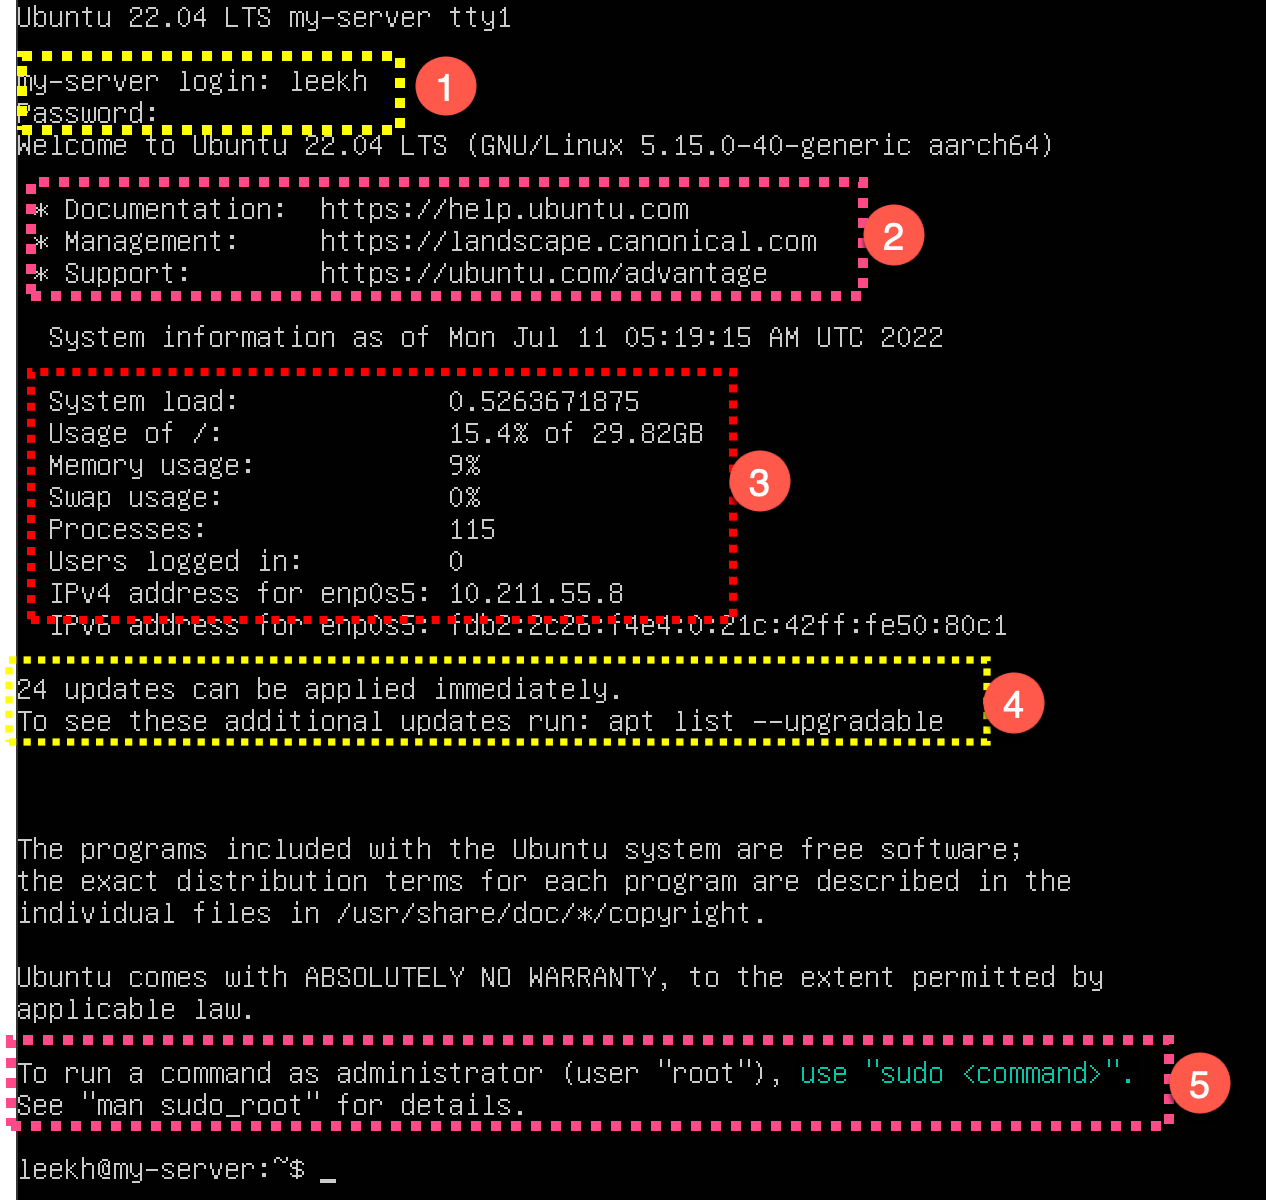 Ubuntu 22.04 LTS my-server tty1
my-server login: leekh
1
Password:
Welcome to Ubuntu 22.04 LTS (GNU/Linux 5.15.0-40-generic aarch64)
* Documentation:  https://help.ubuntu.com
* Management:     https://landscape.canonical.com
2
* Support:        https://ubuntu.com/advantage
System information as of Mon Jul 11 05:19:15 AM UTC 2022
System load:             0.5263671875
Usage of /:              15.4% of 29.82GB
Memory usage:            9%
3
Swap usage:              0%
Processes:               115
Users logged in:         0
IPv4 address for enp0s5: 10.211.55.8
IPv6 address for enp0s5: fdb2:2c26:f4e4:0:21c:42ff:fe50:80c1
24 updates can be applied immediately.
4
To see these additional updates run: apt list --upgradable
The programs included with the Ubuntu system are free software;
the exact distribution terms for each program are described in the
individual files in /usr/share/doc/*/copyright.
Ubuntu comes with ABSOLUTELY NO WARRANTY, to the extent permitted by
applicable law.
To run a command as administrator (user "root"), use "sudo <command>".
5
See "man sudo_root" for details.
leekh@my-server:~$ _